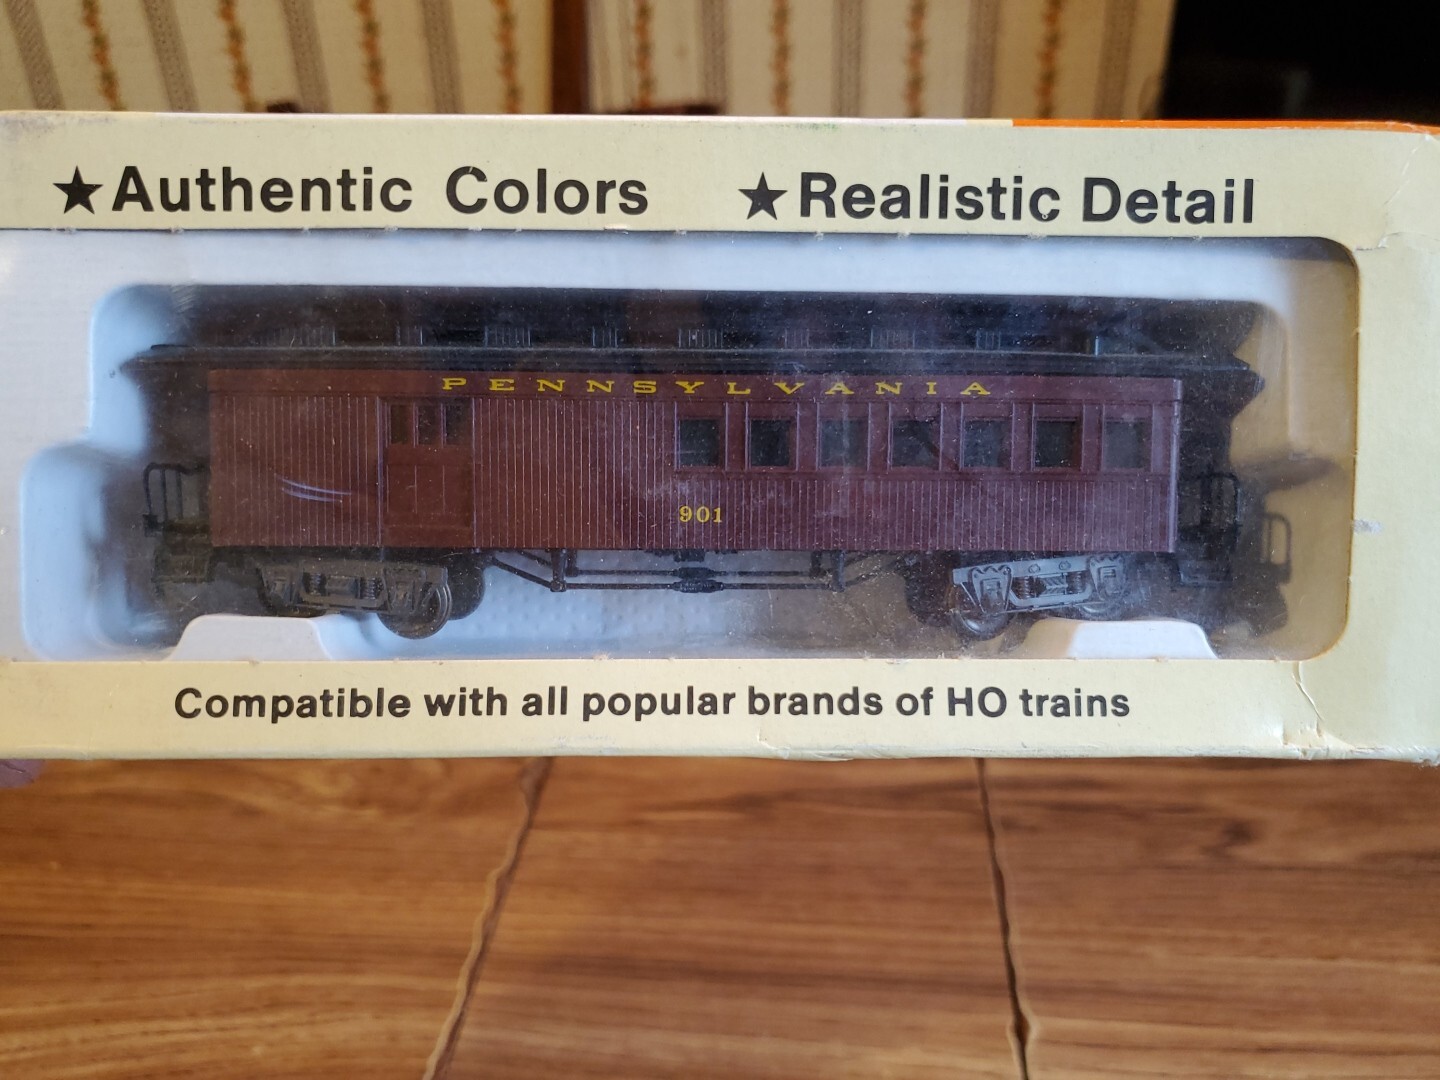 ★Authentic Colors ★Realistic Detail
PENNSYLVANIA
901
Compatible with all popular brands of HO trains